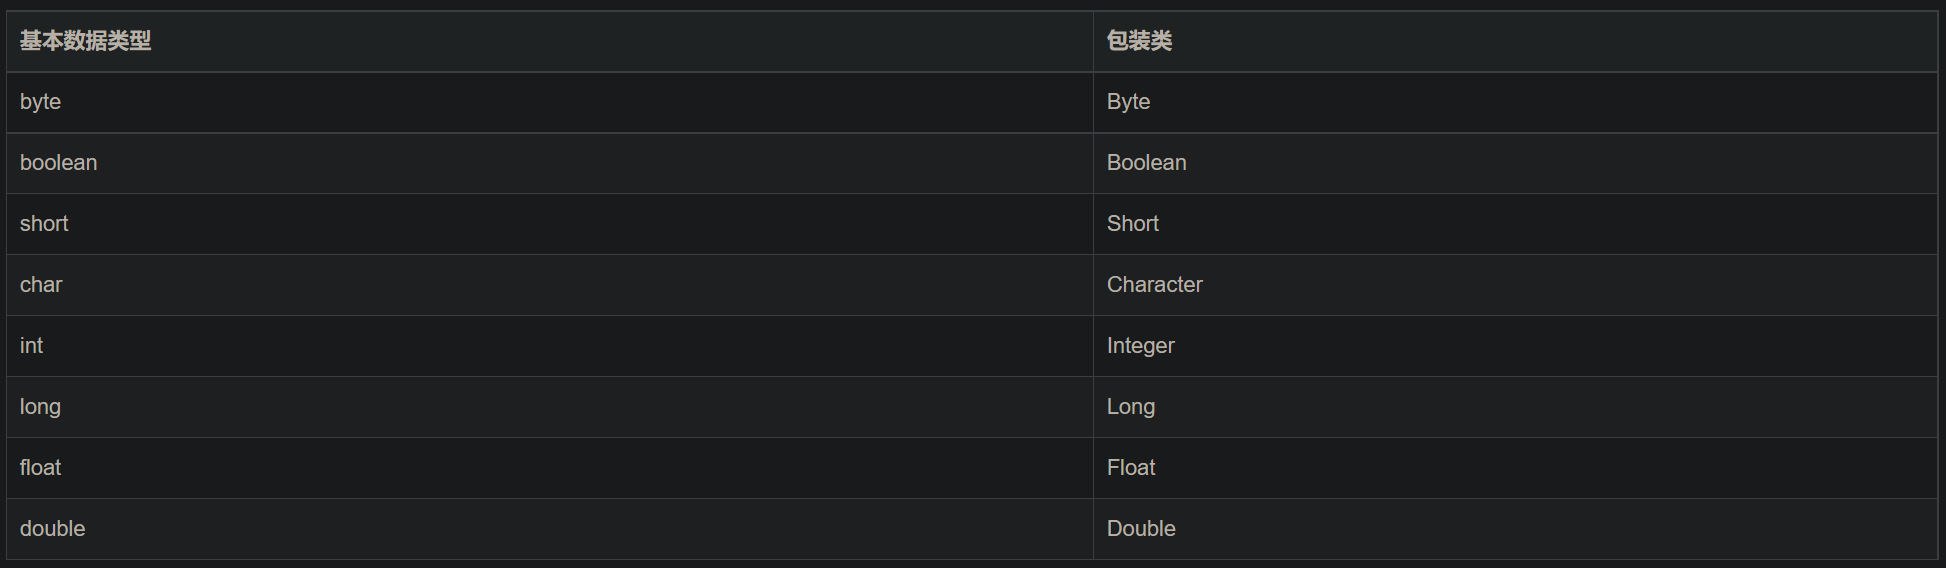 基本数据类型 包装类
byte Byte
boolean Boolean
short Short
char Character
int Integer
long Long
float Float
double Double